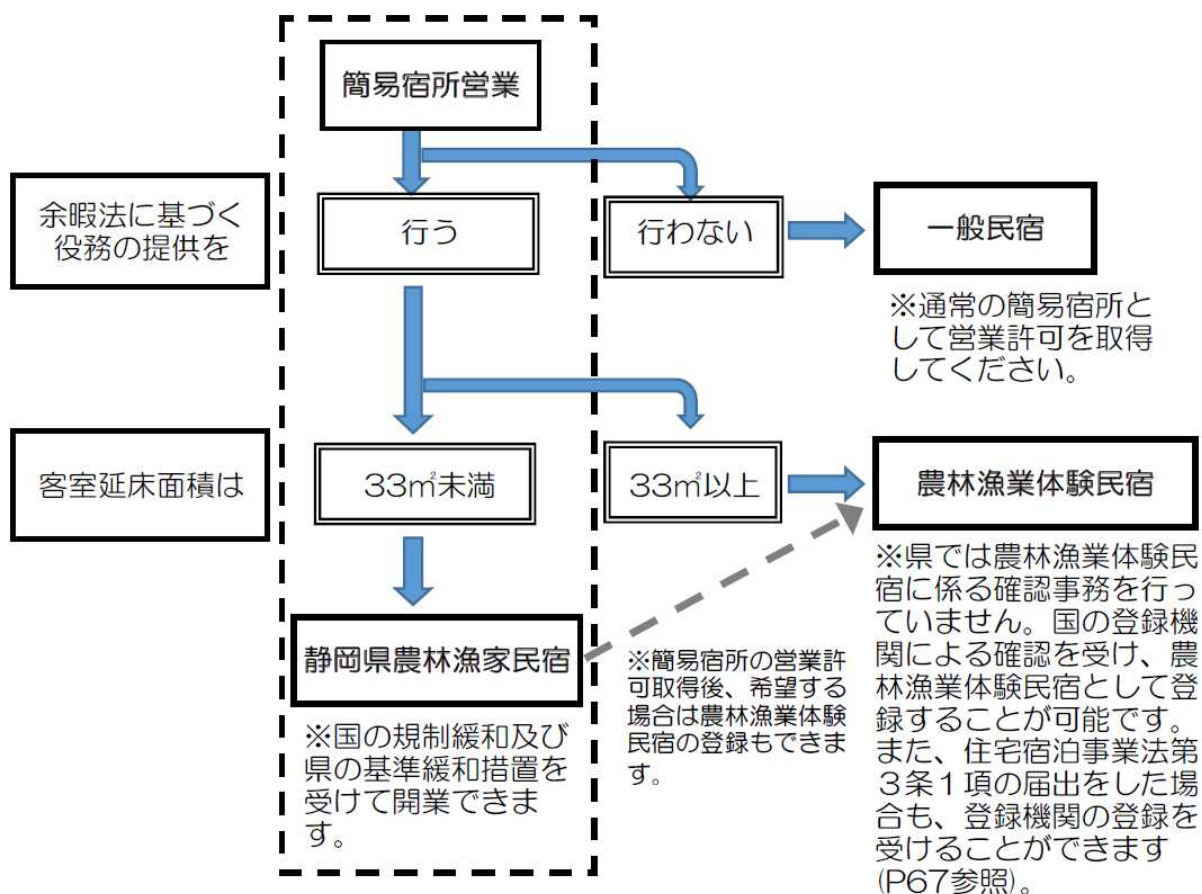 簡易宿所営業
余暇法に基づく
役務の提供を
行う
行わない
一般民宿
※通常の簡易宿所と
して営業許可を取得
してください。
客室延床面積は
33㎡未満
33㎡以上
農林漁業体験民宿
静岡県農林漁家民宿
※国の規制緩和及び
県の基準緩和措置を
受けて開業できま
す。
※簡易宿所の営業許
可取得後、希望する
場合は農林漁業体験
民宿の登録もできま
す。
※県では農林漁業体験民
宿に係る確認事務を行っ
ていません。国の登録機
関による確認を受け、農
林漁業体験民宿として登
録することが可能です。
また、住宅宿泊事業法第
3条1項の届出をした場
合も、登録機関の登録を
受けることができます
(P67参照)。